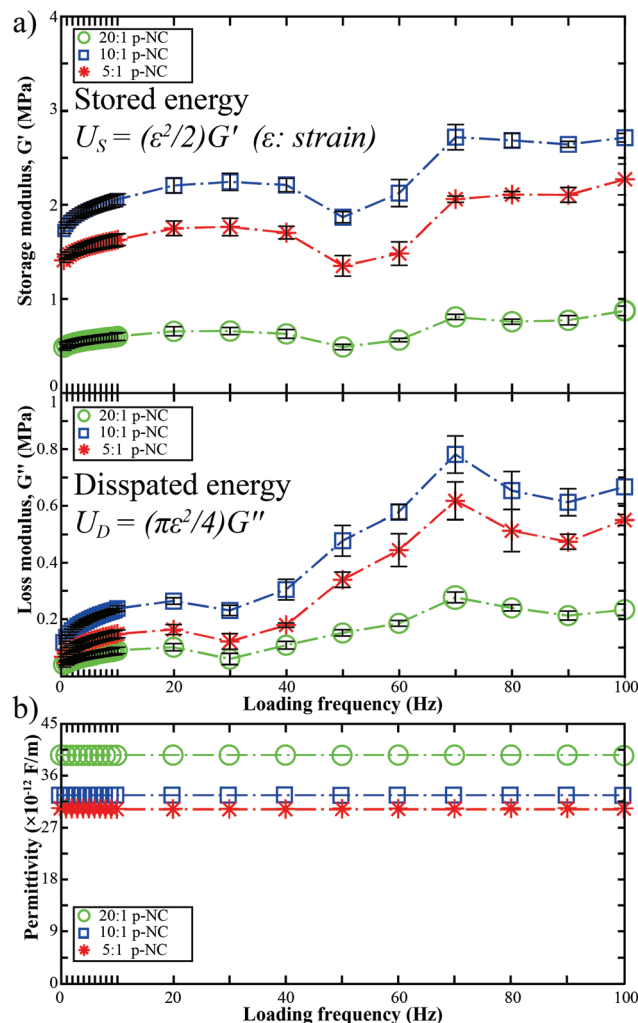 a)
20:1 p-NC
10:1 p-NC
5:1 p-NC
Stored energy
U_S = (ε²/2)G' (ε: strain)
Storage modulus, G' (MPa)
4
3
2
1
0
20:1 p-NC
10:1 p-NC
5:1 p-NC
Disspated energy
U_D = (πε²/4)G''
Loss modulus, G'' (MPa)
1
0.8
0.6
0.4
0.2
0 20 40 60 80 100
Loading frequency (Hz)
b)
Permittivity (×10⁻¹² F/m)
45
36
27
9
0
20:1 p-NC
10:1 p-NC
5:1 p-NC
0 20 40 60 80 100
Loading frequency (Hz)